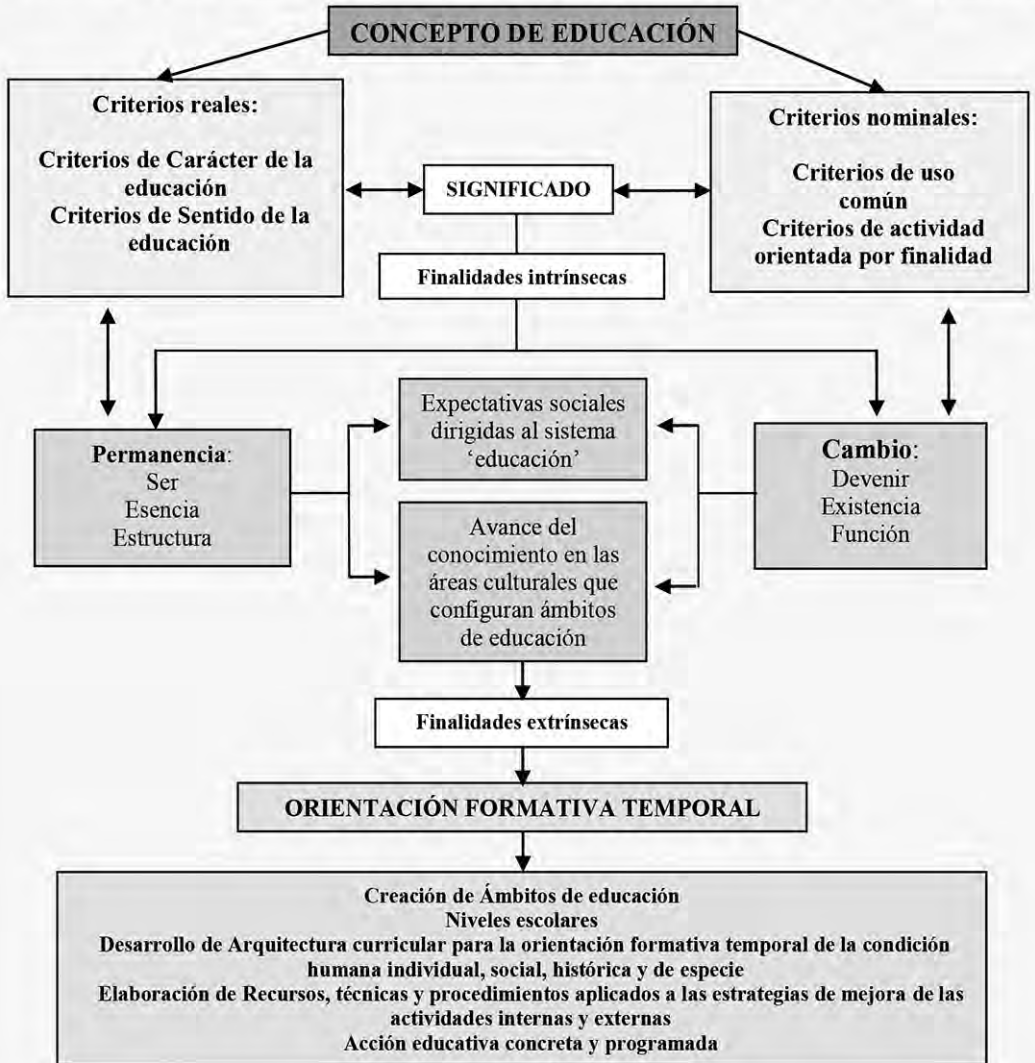 CONCEPTO DE EDUCACIÓN
Criterios reales:
Criterios de Carácter de la
educación
Criterios de Sentido de la
educación
SIGNIFICADO
Criterios nominales:
Criterios de uso
común
Criterios de actividad
orientada por finalidad
Finalidades intrínsecas
Permanencia:
Ser
Esencia
Estructura
Expectativas sociales
dirigidas al sistema
‘educación’
Avance del
conocimiento en las
áreas culturales que
configuran ámbitos
de educación
Cambio:
Devenir
Existencia
Función
Finalidades extrínsecas
ORIENTACIÓN FORMATIVA TEMPORAL
Creación de Ámbitos de educación
Niveles escolares
Desarrollo de Arquitectura curricular para la orientación formativa temporal de la condición
humana individual, social, histórica y de especie
Elaboración de Recursos, técnicas y procedimientos aplicados a las estrategias de mejora de las
actividades internas y externas
Acción educativa concreta y programada